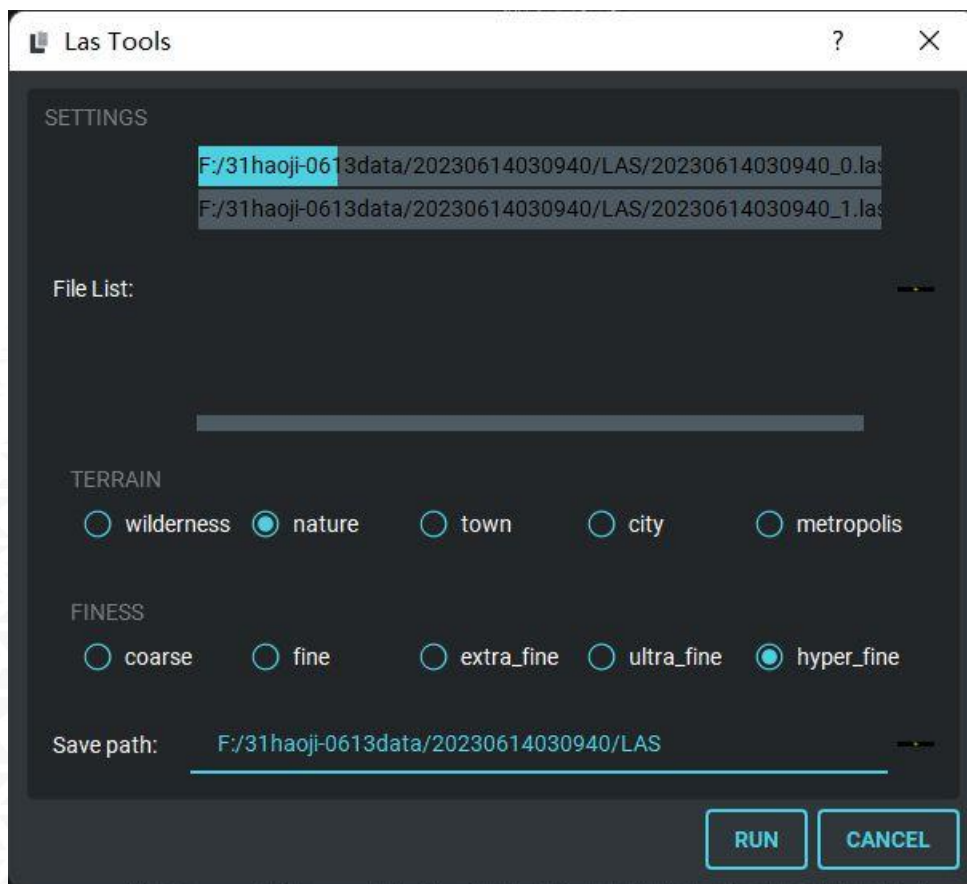 Las Tools ? ×
SETTINGS
F:/31haoji-0613data/20230614030940/LAS/20230614030940_0.las
F:/31haoji-0613data/20230614030940/LAS/20230614030940_1.las
File List:
TERRAIN
wilderness nature town city metropolis
FINESS
coarse fine extra_fine ultra_fine hyper_fine
Save path: F:/31haoji-0613data/20230614030940/LAS
RUN CANCEL